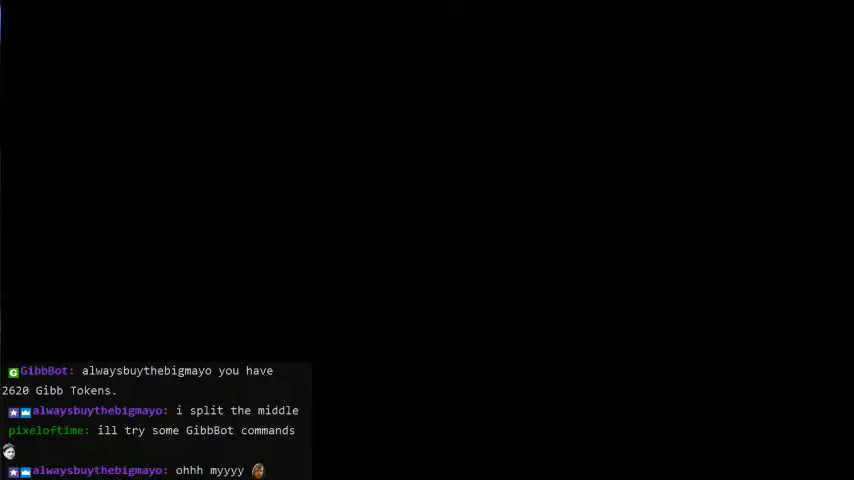 GibbBot: alwaysbuythebigmayo you have
2620 Gibb Tokens.
alwaysbuythebigmayo: i split the middle
pixeloftime: ill try some GibbBot commands
alwaysbuythebigmayo: ohhh myyyy